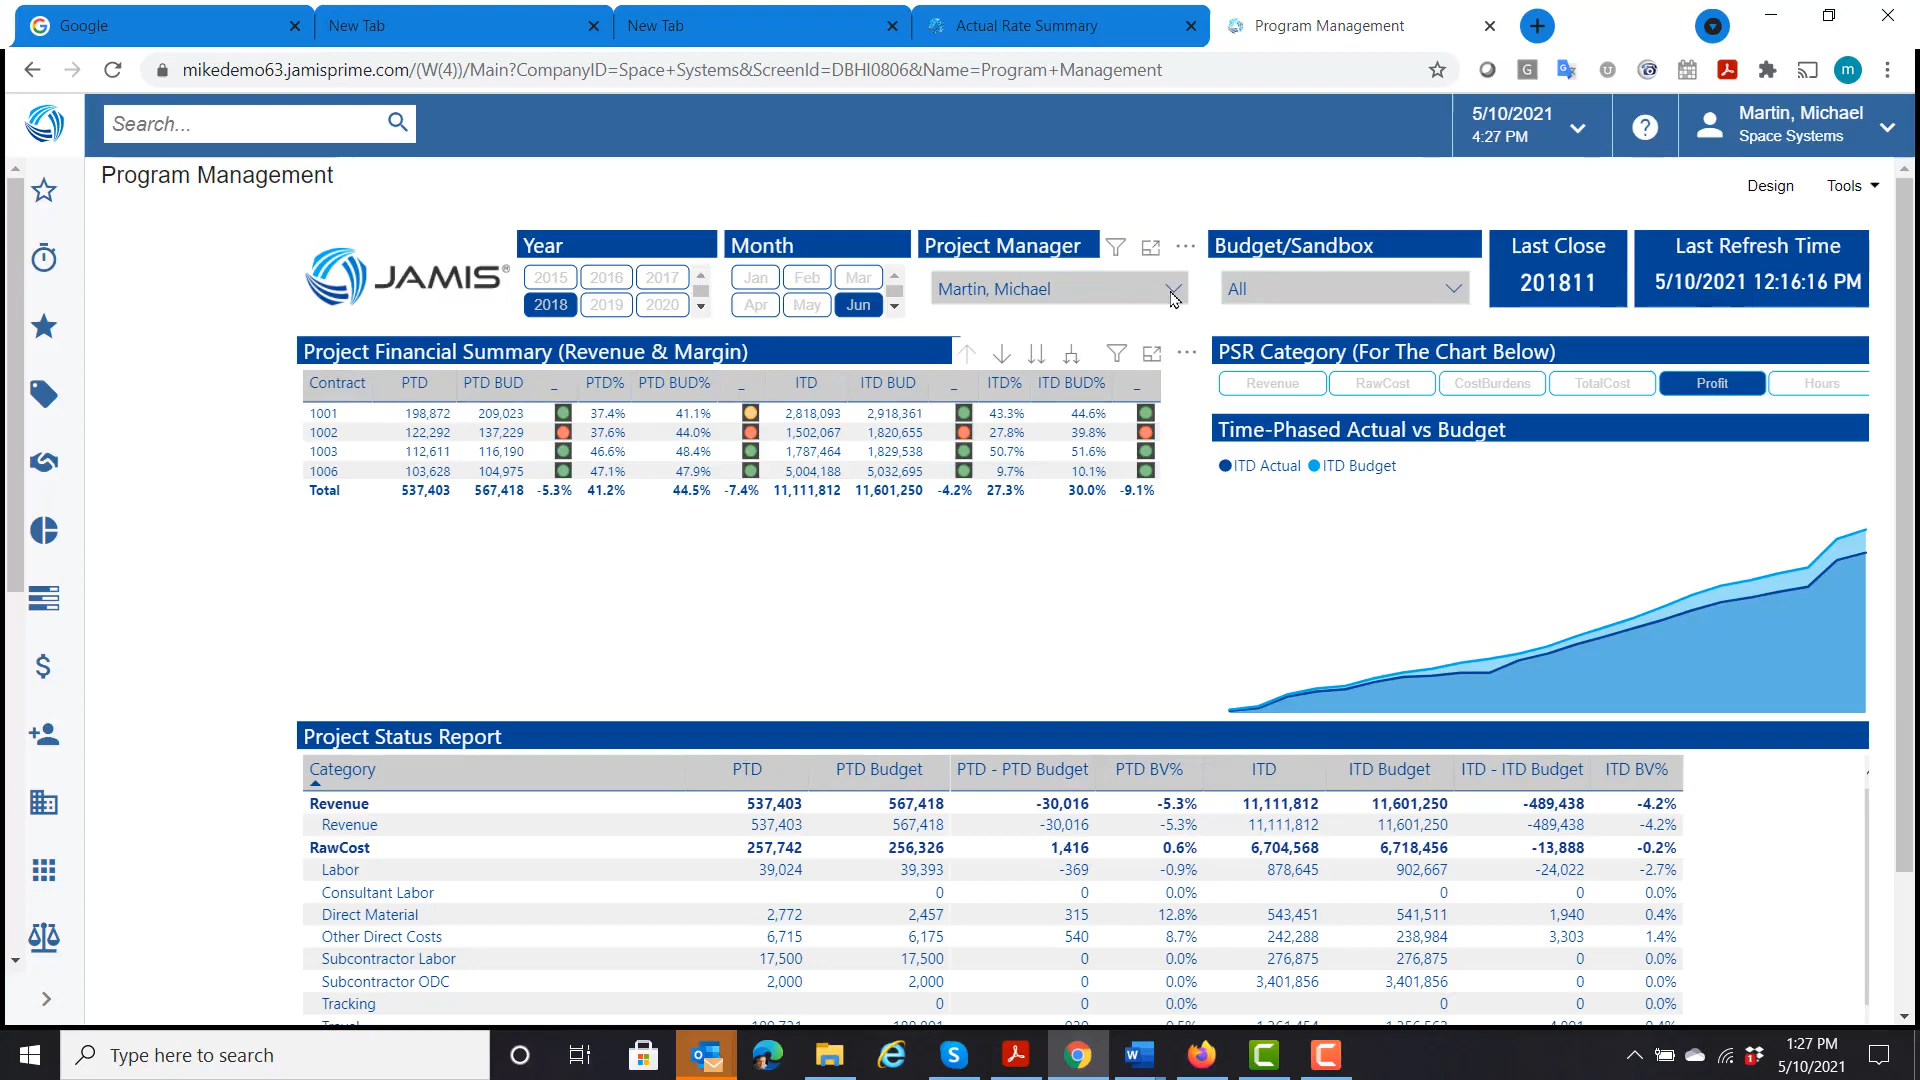 Google
New Tab
New Tab
Actual Rate Summary
Program Management
mikedemo63.jamisprime.com/(W(4))/Main?CompanyID=Space+Systems&ScreenId=DBHI0806&Name=Program+Management
m
Search...
5/10/2021
4:27 PM
Martin, Michael
Space Systems
Program Management
Design
Tools
JAMIS®
Year
2015 2016 2017
2018 2019 2020
Month
Jan Feb Mar
Apr May Jun
Project Manager
Martin, Michael
Budget/Sandbox
All
Last Close
201811
Last Refresh Time
5/10/2021 12:16:16 PM
Project Financial Summary (Revenue & Margin)
Contract PTD PTD BUD _ PTD% PTD BUD% _ ITD ITD BUD _ ITD% ITD BUD% _
1001 198,872 209,023 37.4% 41.1% 2,818,093 2,918,361 43.3% 44.6%
1002 122,292 137,229 37.6% 44.0% 1,502,067 1,820,655 27.8% 39.8%
1003 112,611 116,190 46.6% 48.4% 1,787,464 1,829,538 50.7% 51.6%
1006 103,628 104,975 47.1% 47.9% 5,004,188 5,032,695 9.7% 10.1%
Total 537,403 567,418 -5.3% 41.2% 44.5% -7.4% 11,111,812 11,601,250 -4.2% 27.3% 30.0% -9.1%
PSR Category (For The Chart Below)
Revenue RawCost CostBurdens TotalCost Profit Hours
Time-Phased Actual vs Budget
ITD Actual ITD Budget
Project Status Report
Category PTD PTD Budget PTD - PTD Budget PTD BV% ITD ITD Budget ITD - ITD Budget ITD BV%
Revenue 537,403 567,418 -30,016 -5.3% 11,111,812 11,601,250 -489,438 -4.2%
Revenue 537,403 567,418 -30,016 -5.3% 11,111,812 11,601,250 -489,438 -4.2%
RawCost 257,742 256,326 1,416 0.6% 6,704,568 6,718,456 -13,888 -0.2%
Labor 39,024 39,393 -369 -0.9% 878,645 902,667 -24,022 -2.7%
Consultant Labor 0 0 0.0% 0 0 0.0%
Direct Material 2,772 2,457 315 12.8% 543,451 541,511 1,940 0.4%
Other Direct Costs 6,715 6,175 540 8.7% 242,288 238,984 3,303 1.4%
Subcontractor Labor 17,500 17,500 0 0.0% 276,875 276,875 0 0.0%
Subcontractor ODC 2,000 2,000 0 0.0% 3,401,856 3,401,856 0 0.0%
Tracking 0 0 0.0% 0 0 0.0%
Type here to search
1:27 PM
5/10/2021